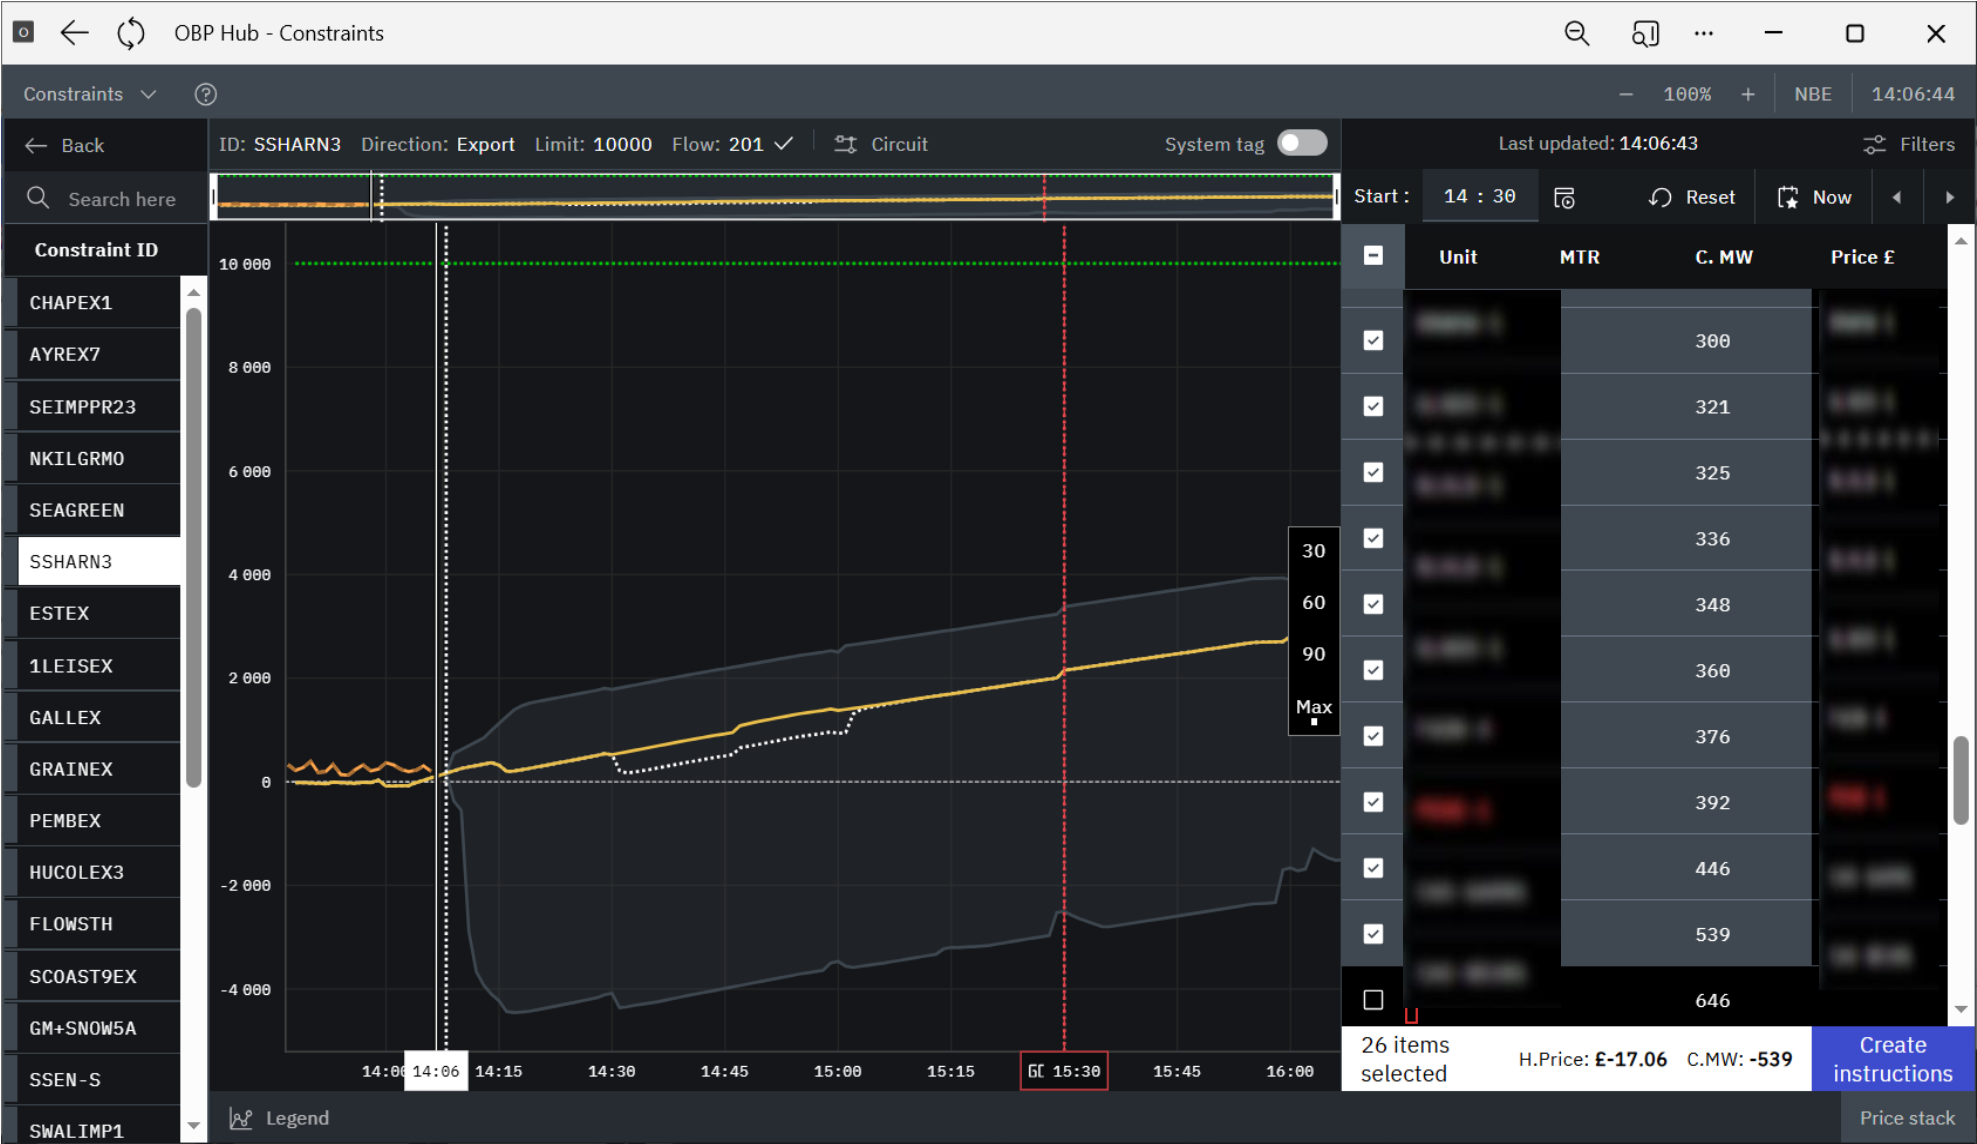 O
OBP Hub - Constraints
Constraints
100%
NBE
14:06:44
Back
ID: SSHARN3 Direction: Export Limit: 10000 Flow: 201
Circuit
System tag
Last updated: 14:06:43
Filters
Search here
Start : 14 : 30
Reset
Now
Constraint ID
CHAPEX1
AYREX7
SEIMPPR23
NKILGRMO
SEAGREEN
SSHARN3
ESTEX
1LEISEX
GALLEX
GRAINEX
PEMBEX
HUCOLEX3
FLOWSTH
SCOAST9EX
GM+SNOW5A
SSEN-S
SWALIMP1
10 000
8 000
6 000
4 000
2 000
0
-2 000
-4 000
30
60
90
Max
14:06 14:15 14:30 14:45 15:00 15:15 15:30 15:45 16:00
Unit MTR C. MW Price £
300
321
325
336
348
360
376
392
446
539
646
26 items
selected
H.Price: £-17.06 C.MW: -539
Create
instructions
Legend
Price stack